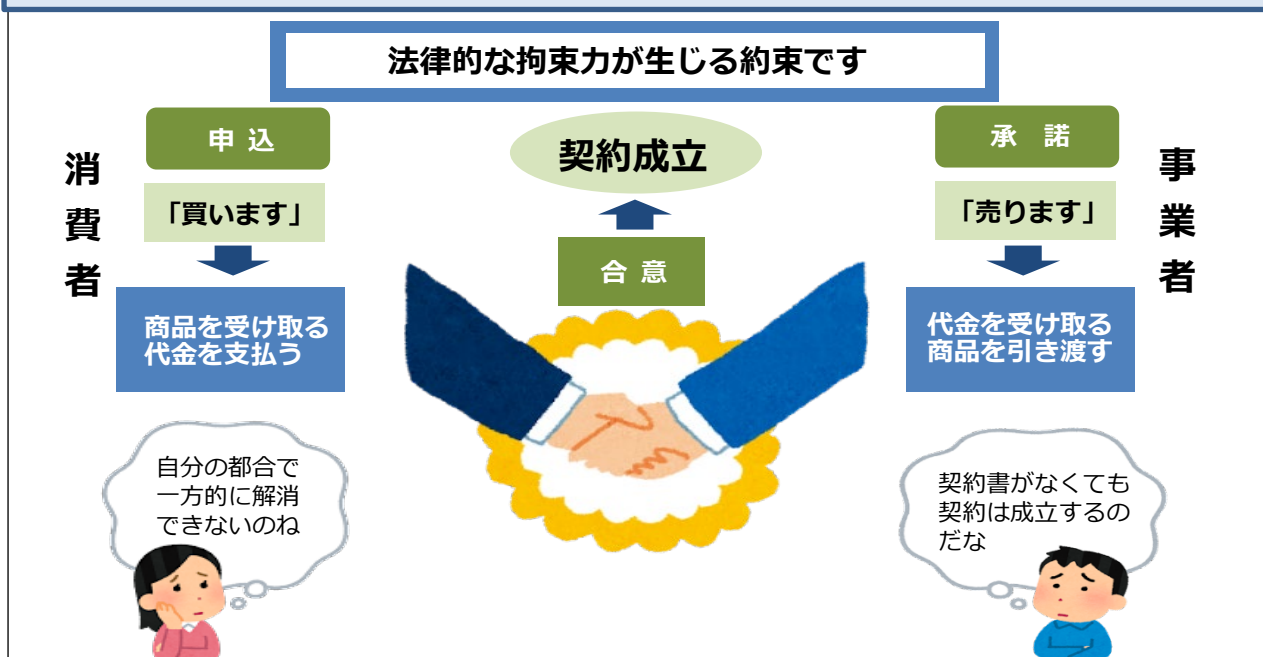 法律的な拘束力が生じる約束です
消費者
申込
「買います」
商品を受け取る
代金を支払う
自分の都合で
一方的に解消
できないのね
契約成立
合意
事業者
承諾
「売ります」
代金を受け取る
商品を引き渡す
契約書がなくても
契約は成立するの
だな